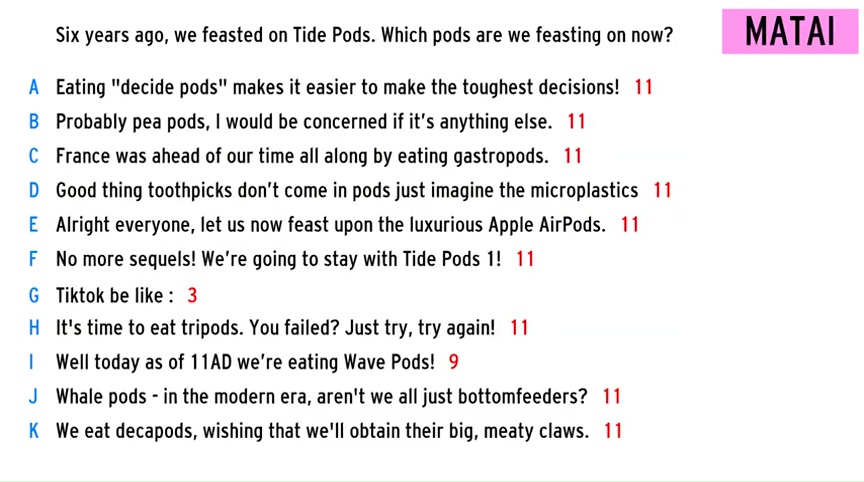 Six years ago, we feasted on Tide Pods. Which pods are we feasting on now?
MATAI
A Eating "decide pods" makes it easier to make the toughest decisions! 11
B Probably pea pods, I would be concerned if it’s anything else. 11
C France was ahead of our time all along by eating gastropods. 11
D Good thing toothpicks don’t come in pods just imagine the microplastics 11
E Alright everyone, let us now feast upon the luxurious Apple AirPods. 11
F No more sequels! We’re going to stay with Tide Pods 1! 11
G Tiktok be like : 3
H It's time to eat tripods. You failed? Just try, try again! 11
I Well today as of 11AD we’re eating Wave Pods! 9
J Whale pods - in the modern era, aren't we all just bottomfeeders? 11
K We eat decapods, wishing that we'll obtain their big, meaty claws. 11